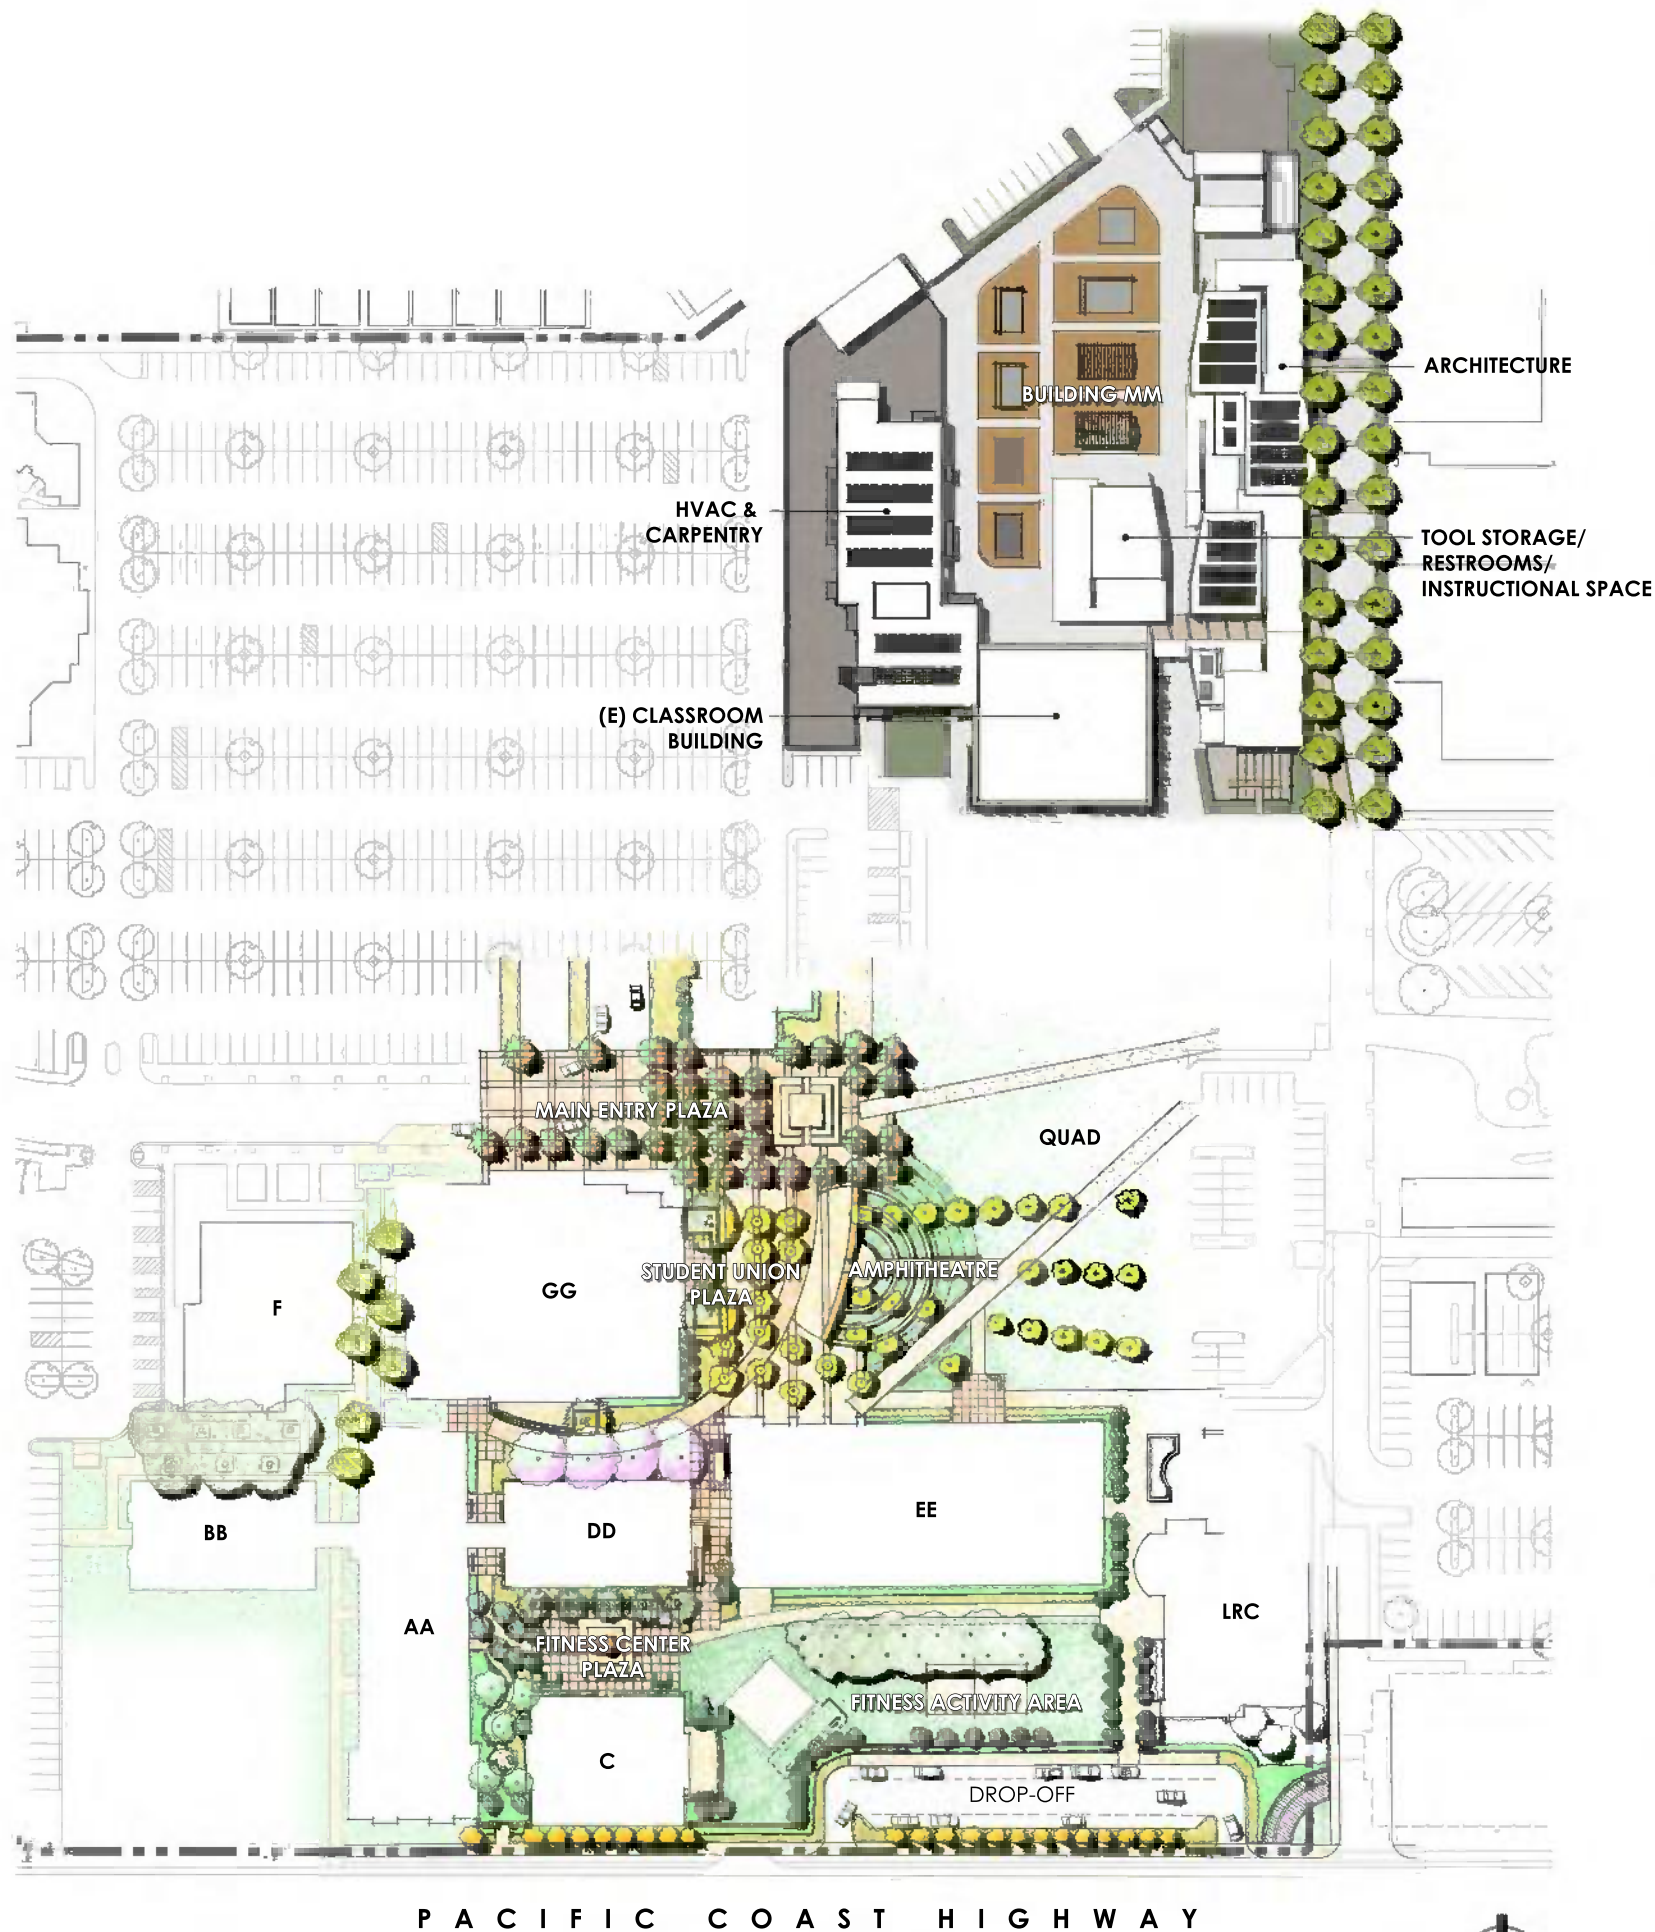 ARCHITECTURE
BUILDING MM
HVAC &
CARPENTRY
TOOL STORAGE/
RESTROOMS/
INSTRUCTIONAL SPACE
(E) CLASSROOM
BUILDING
MAIN ENTRY PLAZA
QUAD
STUDENT UNION
PLAZA
AMPHITHEATRE
GG
F
EE
DD
BB
LRC
AA
FITNESS CENTER
PLAZA
FITNESS ACTIVITY AREA
C
DROP-OFF
PACIFIC COAST HIGHWAY